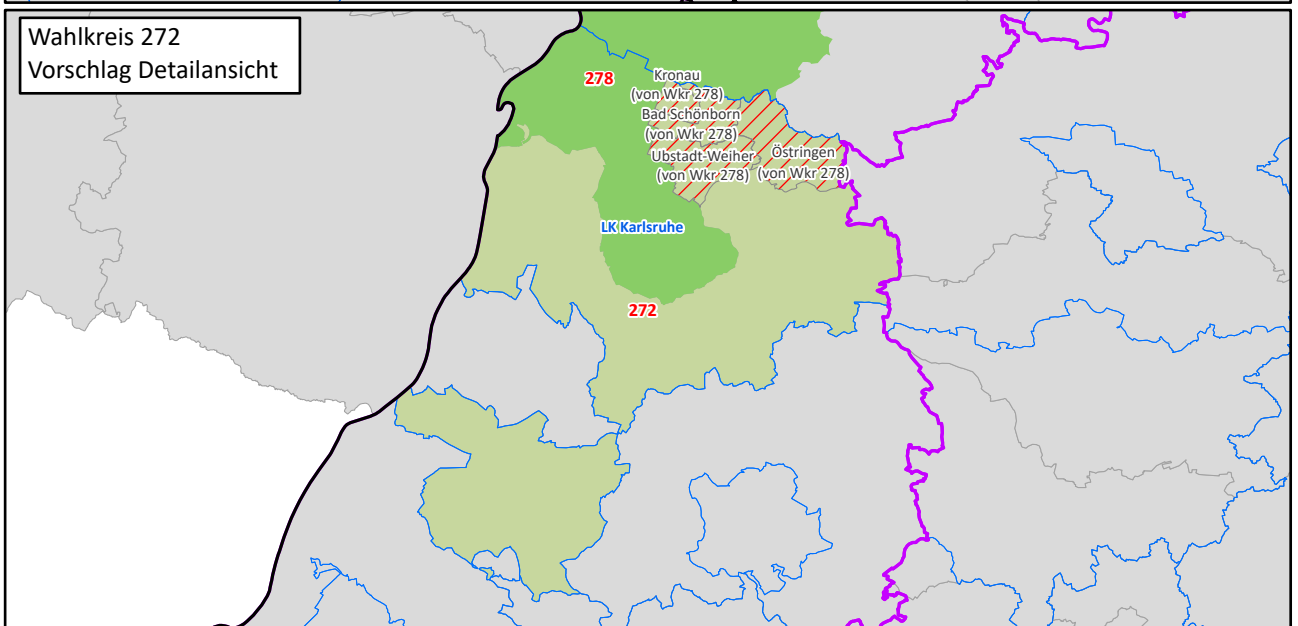 Wahlkreis 272
Vorschlag Detailansicht
278
Kronau
(von Wkr 278)
Bad Schönborn
(von Wkr 278)
Ubstadt-Weiher
(von Wkr 278)
Östringen
(von Wkr 278)
LK Karlsruhe
272